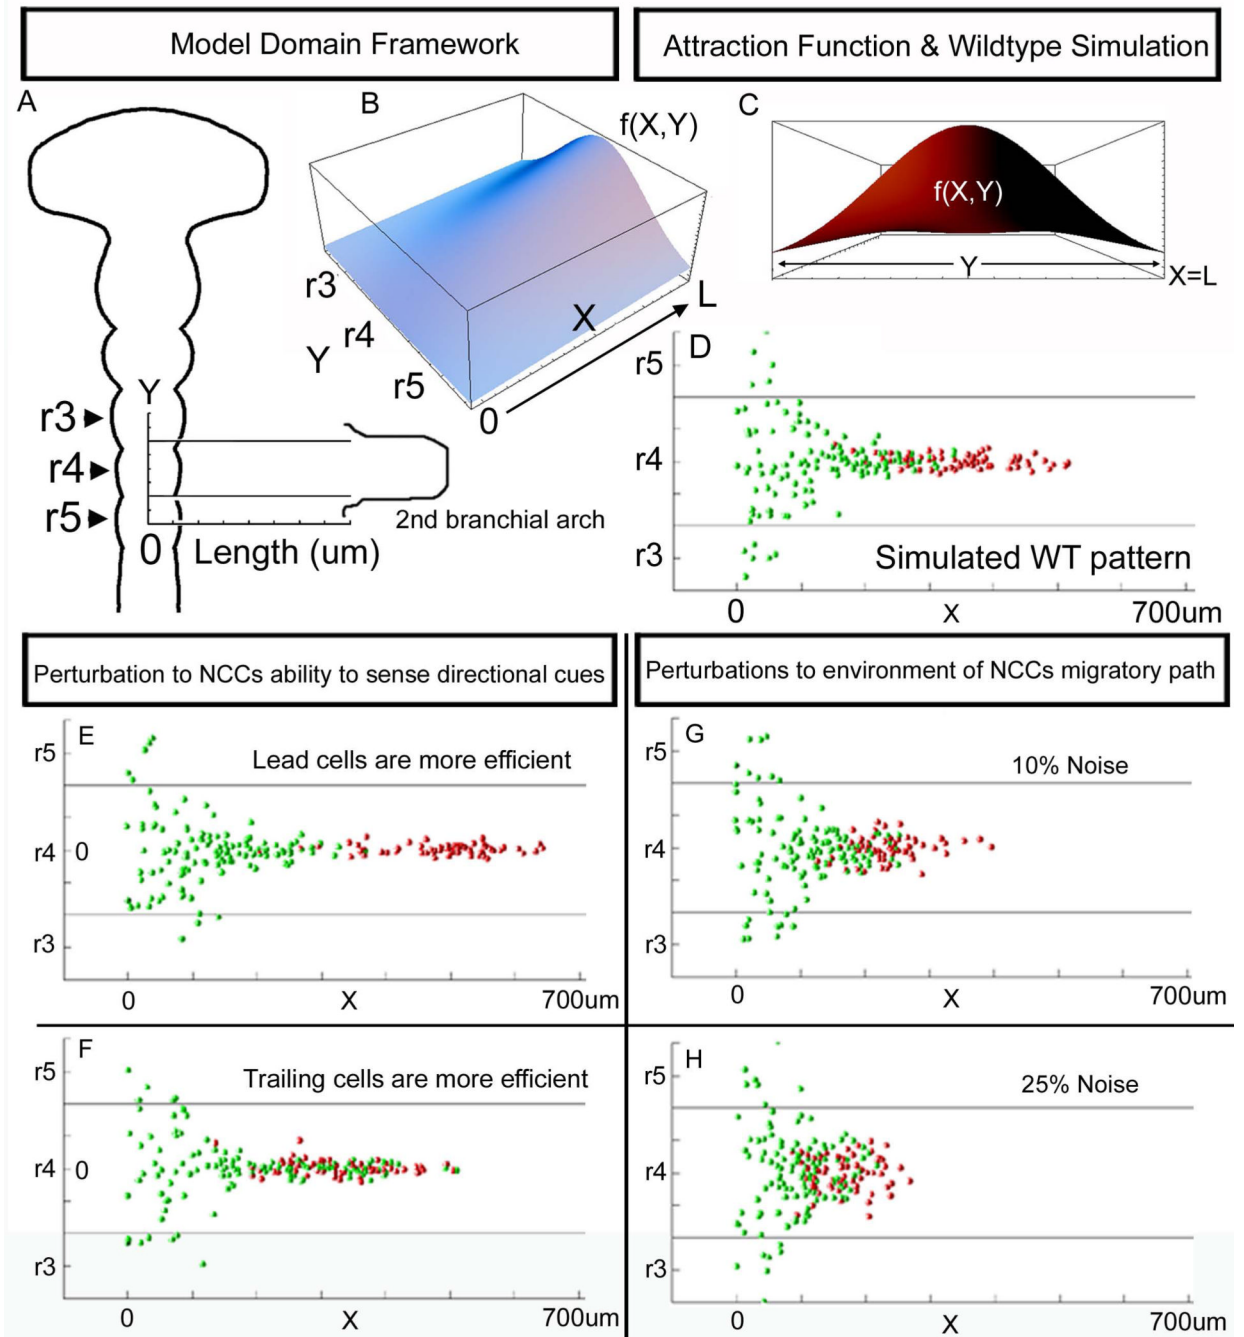 Model Domain Framework
Attraction Function & Wildtype Simulation
A
B
C
f(X,Y)
f(X,Y)
Y
X=L
r3
r4
r5
Y
X
L
0
Y
r3
r4
r5
2nd branchial arch
0 Length (um)
D
r5
r4
r3
Simulated WT pattern
0 X 700um
Perturbation to NCCs ability to sense directional cues
Perturbations to environment of NCCs migratory path
E
r5
Lead cells are more efficient
r4 0
r3
0 X 700um
G
r5
10% Noise
r4
r3
0 X 700um
F
r5
Trailing cells are more efficient
r4 0
r3
0 X 700um
H
r5
25% Noise
r4
r3
0 X 700um